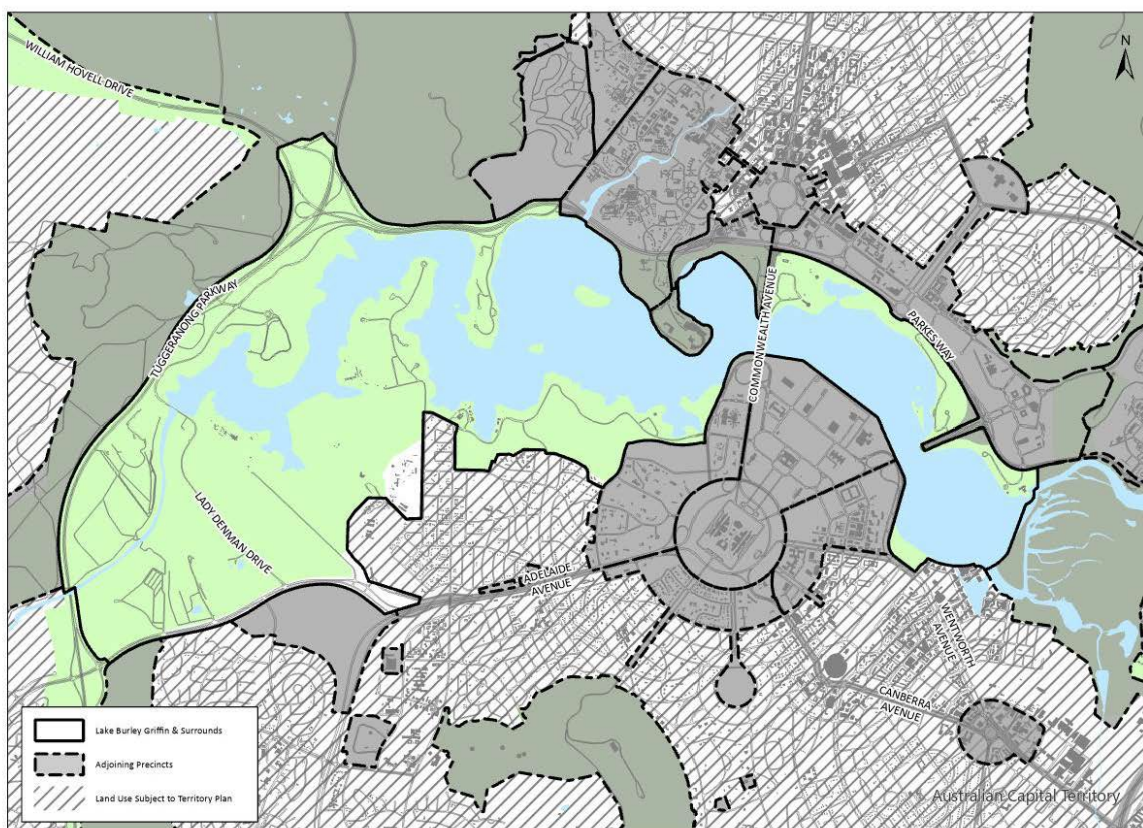 WILLIAM HOVELL DRIVE
N
TUGGERANONG PARKWAY
COMMONWEALTH AVENUE
PARKES WAY
LADY DENMAN DRIVE
ADELAIDE
AVENUE
WENTWORTH
AVENUE
CANBERRA
AVENUE
Lake Burley Griffin & Surrounds
Adjoining Precincts
Land Use Subject to Territory Plan
Australian Capital Territory